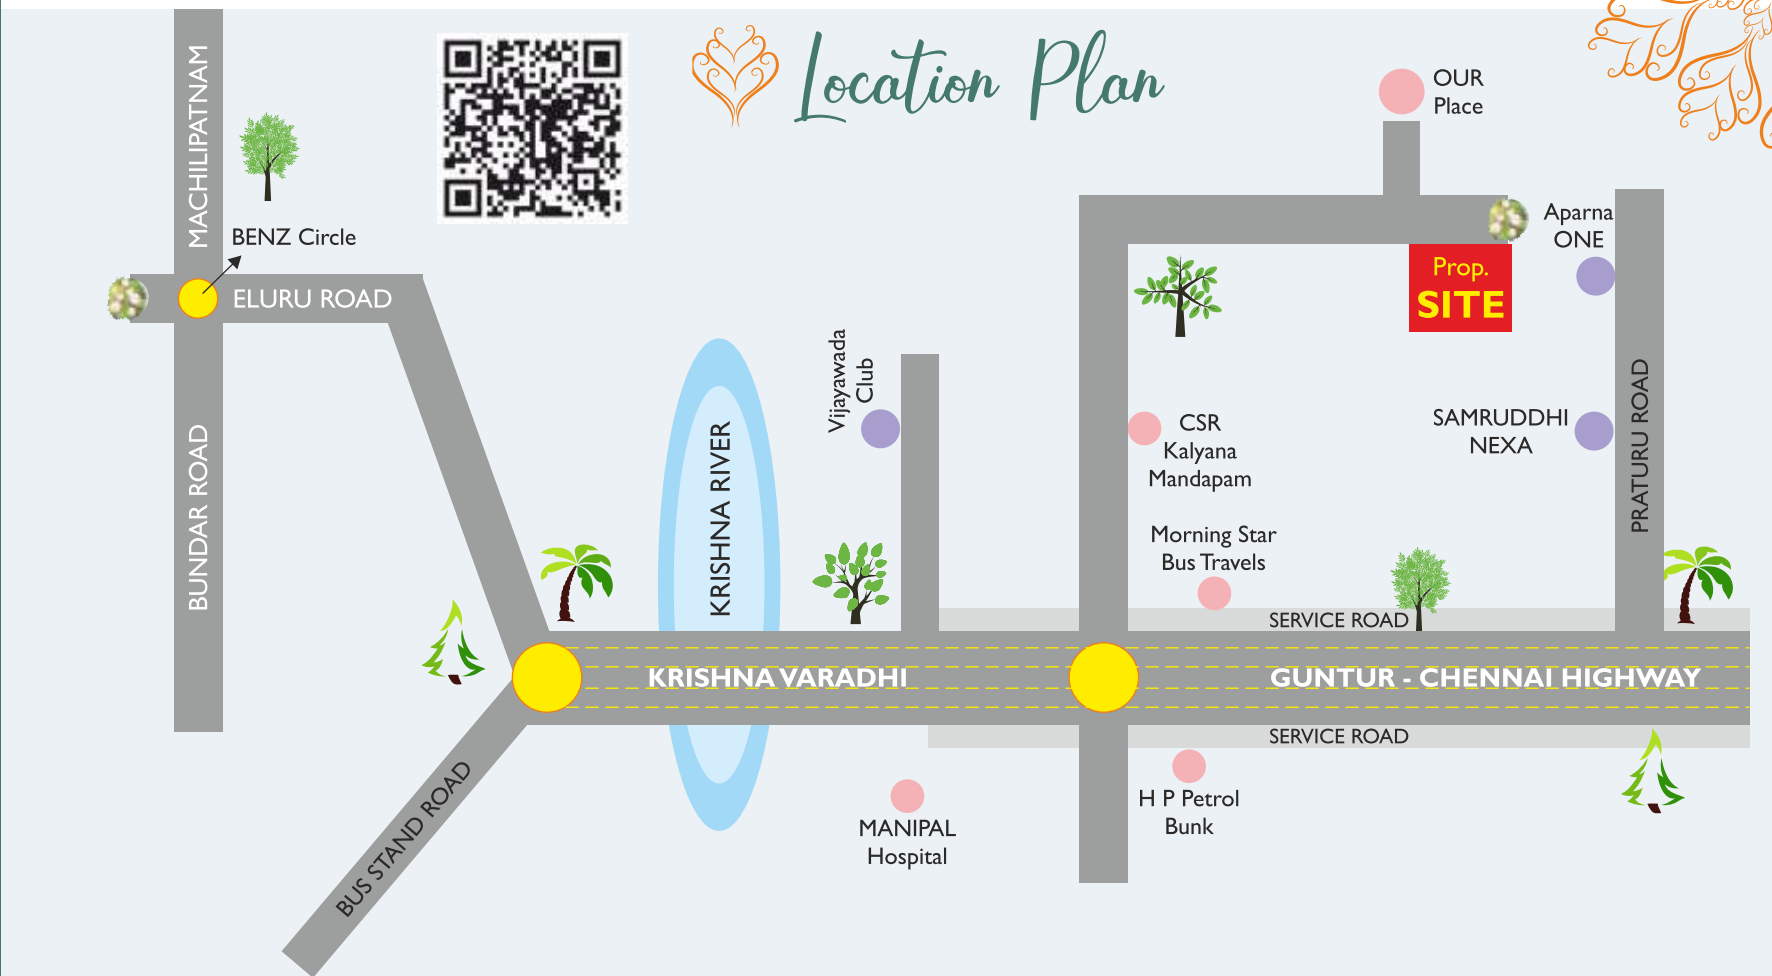 Location Plan
OUR
Place
MACHILIPATNAM
BENZ Circle
ELURU ROAD
BUNDAR ROAD
Aparna
ONE
Prop.
SITE
Vijayawada
Club
KRISHNA RIVER
CSR
Kalyana
Mandapam
SAMRUDDHI
NEXA
PRATURU ROAD
Morning Star
Bus Travels
SERVICE ROAD
KRISHNA VARADHI
GUNTUR - CHENNAI HIGHWAY
SERVICE ROAD
BUS STAND ROAD
MANIPAL
Hospital
H P Petrol
Bunk